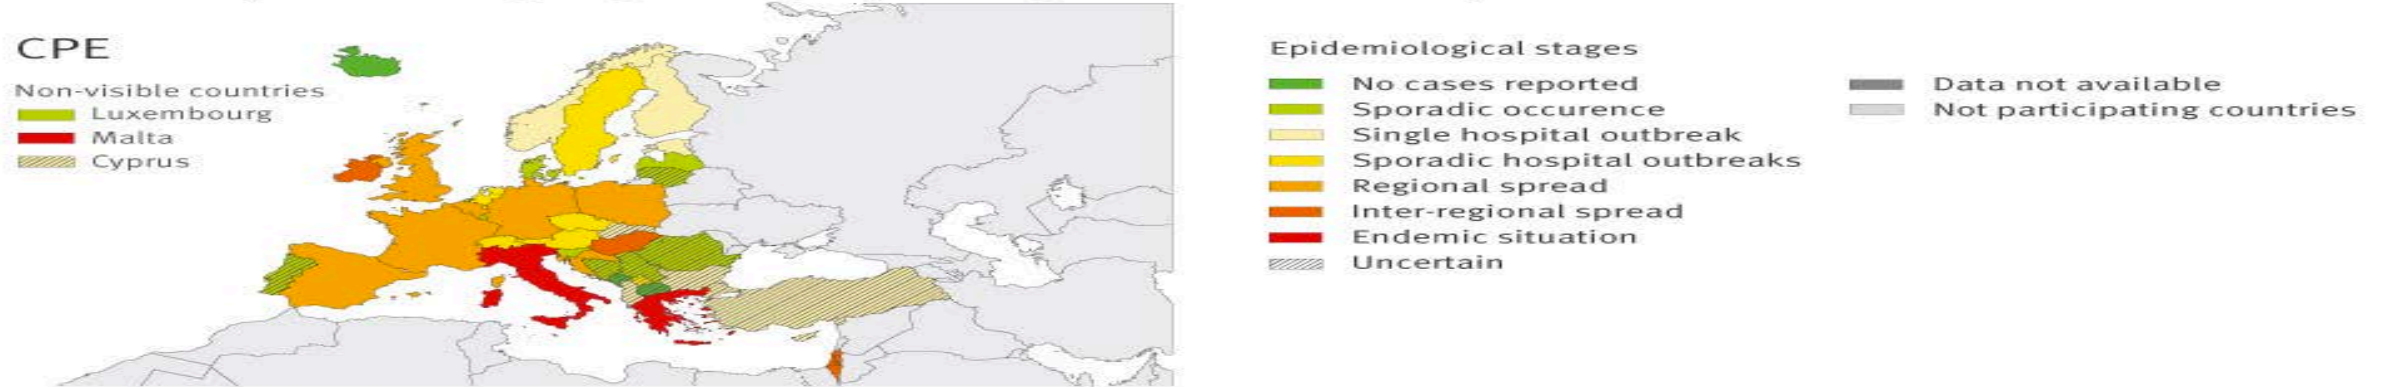 CPE
Non-visible countries
Luxembourg
Malta
Cyprus
Epidemiological stages
No cases reported
Sporadic occurence
Single hospital outbreak
Sporadic hospital outbreaks
Regional spread
Inter-regional spread
Endemic situation
Uncertain
Data not available
Not participating countries